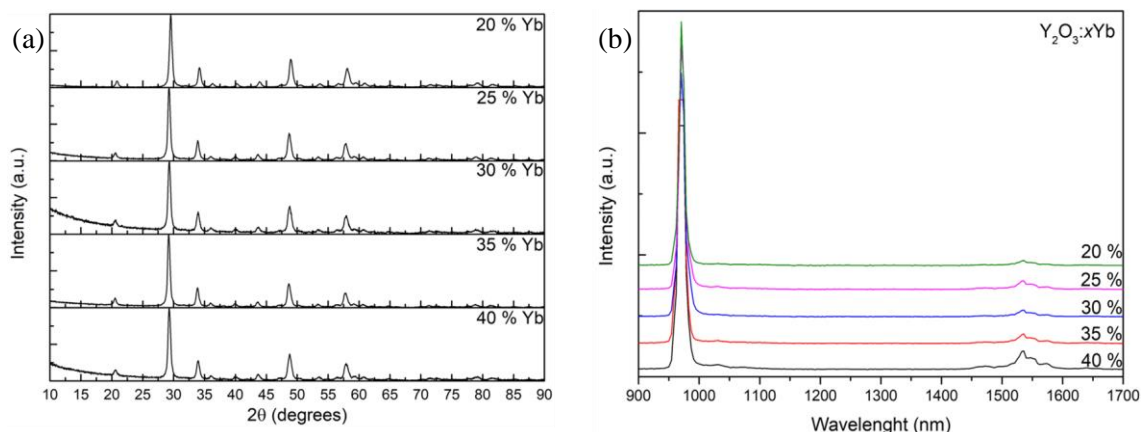 (a)
20 % Yb
25 % Yb
30 % Yb
35 % Yb
40 % Yb
Intensity (a.u.)
10 15 20 25 30 35 40 45 50 55 60 65 70 75 80 85 90
2θ (degrees)
(b)
Y₂O₃:xYb
20 %
25 %
30 %
35 %
40 %
Intensity (a.u.)
900 1000 1100 1200 1300 1400 1500 1600 1700
Wavelenght (nm)